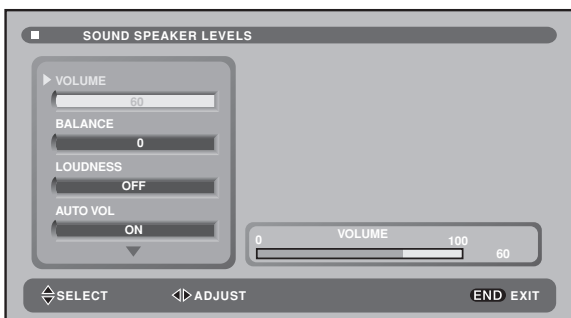 SOUND SPEAKER LEVELS
VOLUME
60
BALANCE
0
LOUDNESS
OFF
AUTO VOL
ON
VOLUME
0 100
60
SELECT ADJUST END EXIT